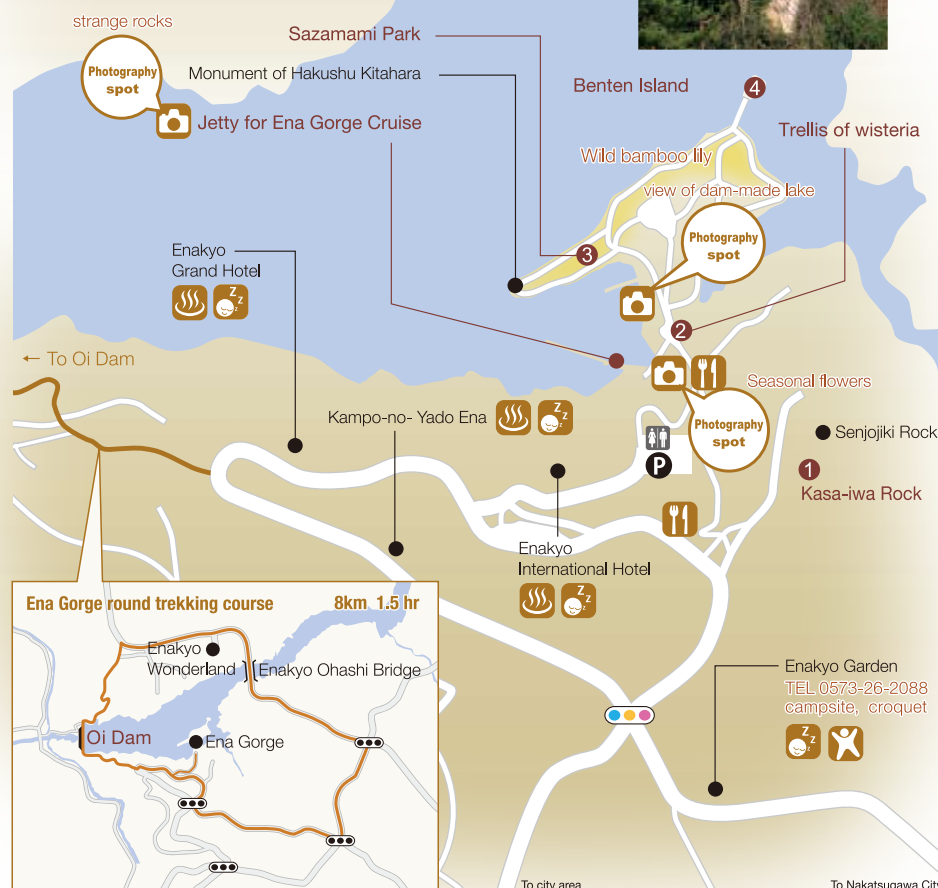 strange rocks
Photography
spot
Sazamami Park
Monument of Hakushu Kitahara
Jetty for Ena Gorge Cruise
Benten Island
4
Trellis of wisteria
Wild bamboo lily
view of dam-made lake
Photography
spot
3
Enakyo
Grand Hotel
Z
Z
z
2
← To Oi Dam
Seasonal flowers
Kampo-no- Yado Ena
Z
Z
z
Photography
spot
Senjojiki Rock
P
1
Kasa-iwa Rock
Enakyo
International Hotel
Z
Z
z
Ena Gorge round trekking course 8km 1.5 hr
Enakyo
Wonderland
Enakyo Ohashi Bridge
Oi Dam
Ena Gorge
Enakyo Garden
TEL 0573-26-2088
campsite, croquet
Z
Z
z
To city area
To Nakatsugawa City